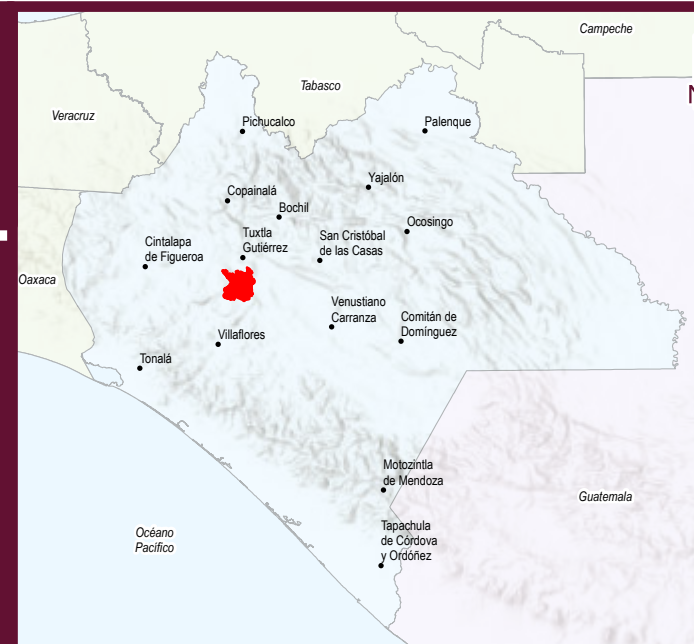 Campeche
Tabasco
N
Veracruz
Pichucalco
Palenque
Yajalón
Copainalá
Bochil
Ocosingo
Tuxtla
Gutiérrez
San Cristóbal
de las Casas
Cintalapa
de Figueroa
Oaxaca
Venustiano
Carranza
Comitán de
Domínguez
Villaflores
Tonalá
Motozintla
de Mendoza
Guatemala
Océano
Pacífico
Tapachula
de Córdova
y Ordóñez